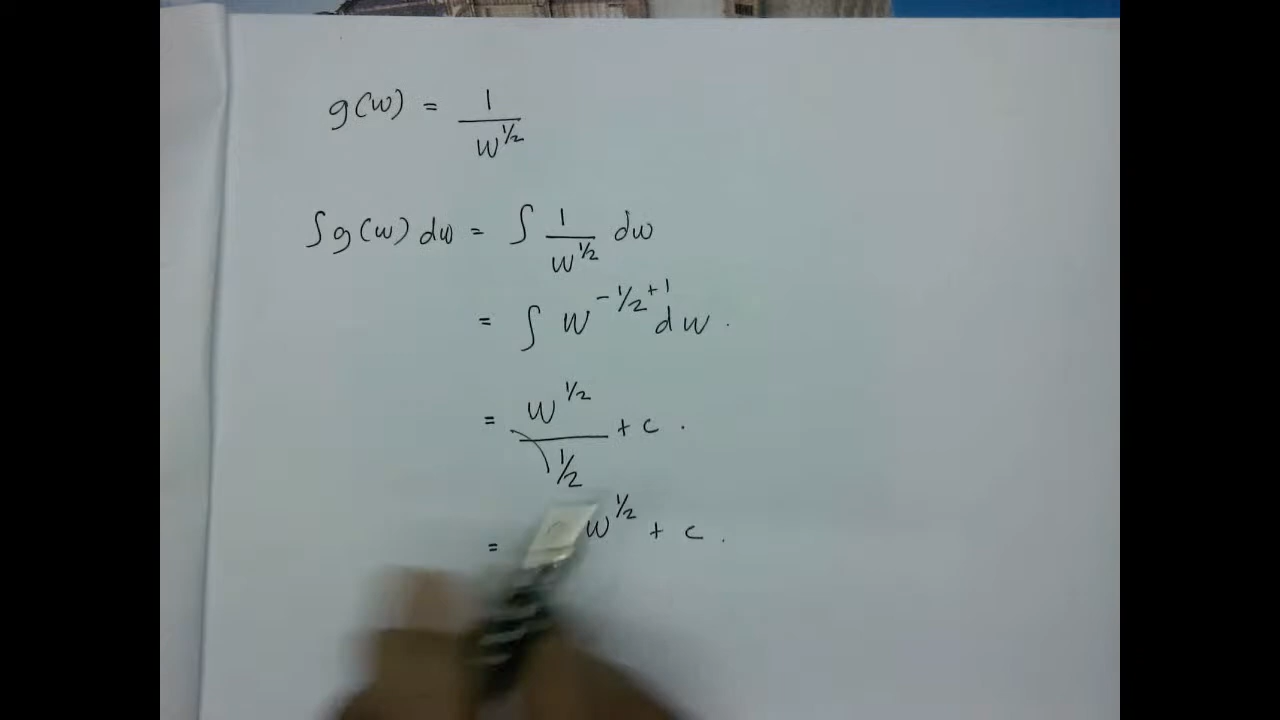 g(w) = 1/w^1/2
∫g(w) dw = ∫ 1/w^1/2 dw
= ∫ w^-1/2+1 dw.
= w^1/2 / 1/2 + c.
= w^1/2 + c.